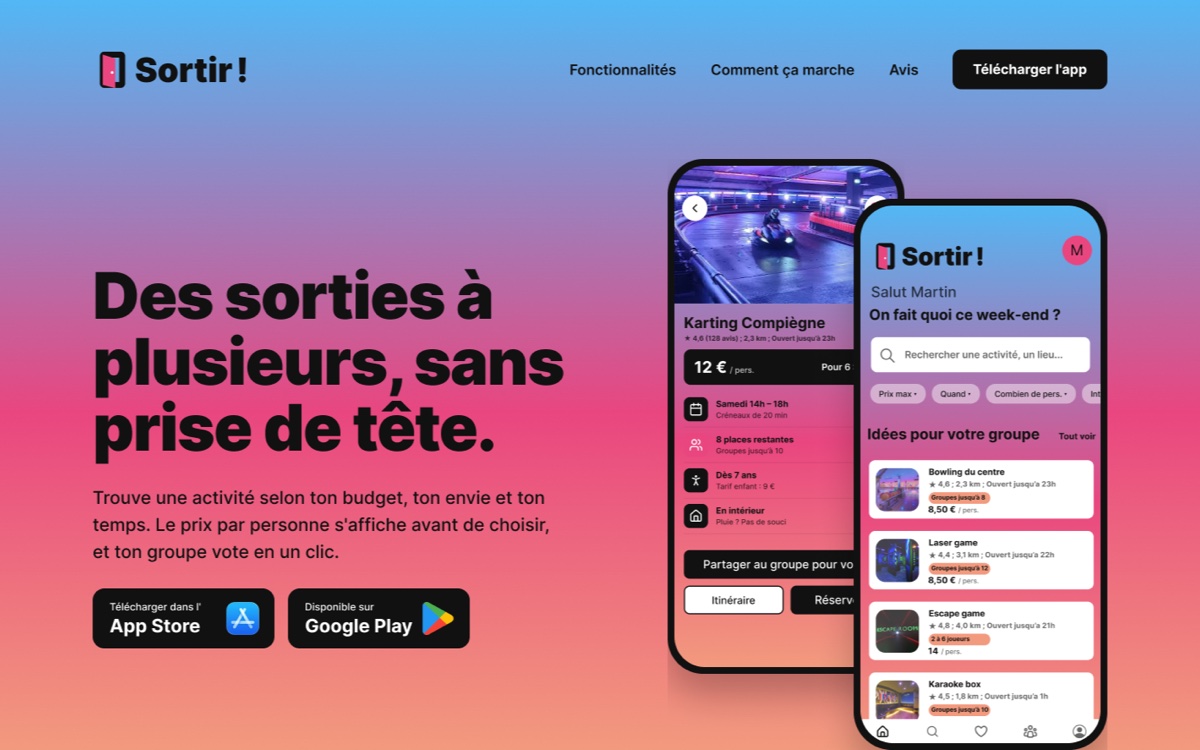 Sortir !
Fonctionnalités
Comment ça marche
Avis
Télécharger l'app
Des sorties à
plusieurs, sans
prise de tête.
Trouve une activité selon ton budget, ton envie et ton
temps. Le prix par personne s'affiche avant de choisir,
et ton groupe vote en un clic.
Télécharger dans l'
App Store
Disponible sur
Google Play
Karting Compiègne
★ 4,6 (128 avis) ; 2,3 km ; Ouvert jusqu'à 23h
12 € / pers.
Pour 6
Samedi 14h – 18h
Créneaux de 20 min
8 places restantes
Groupes jusqu'à 10
Dès 7 ans
Tarif enfant : 9 €
En intérieur
Pluie ? Pas de souci
Partager au groupe pour vo
Itinéraire
Réserv
Sortir !
M
Salut Martin
On fait quoi ce week-end ?
Rechercher une activité, un lieu...
Prix max •
Quand •
Combien de pers. •
Int
Idées pour votre groupe
Tout voir
Bowling du centre
★ 4,6 ; 2,3 km ; Ouvert jusqu'à 23h
Groupes jusqu'à 8
8,50 € / pers.
Laser game
★ 4,4 ; 3,1 km ; Ouvert jusqu'à 22h
Groupes jusqu'à 12
8,50 € / pers.
ESCAPE ROOM
Escape game
★ 4,8 ; 4,0 km ; Ouvert jusqu'à 21h
2 à 6 joueurs
14 / pers.
Karaoke box
★ 4,5 ; 1,8 km ; Ouvert jusqu'à 1h
Groupes jusqu'à 10